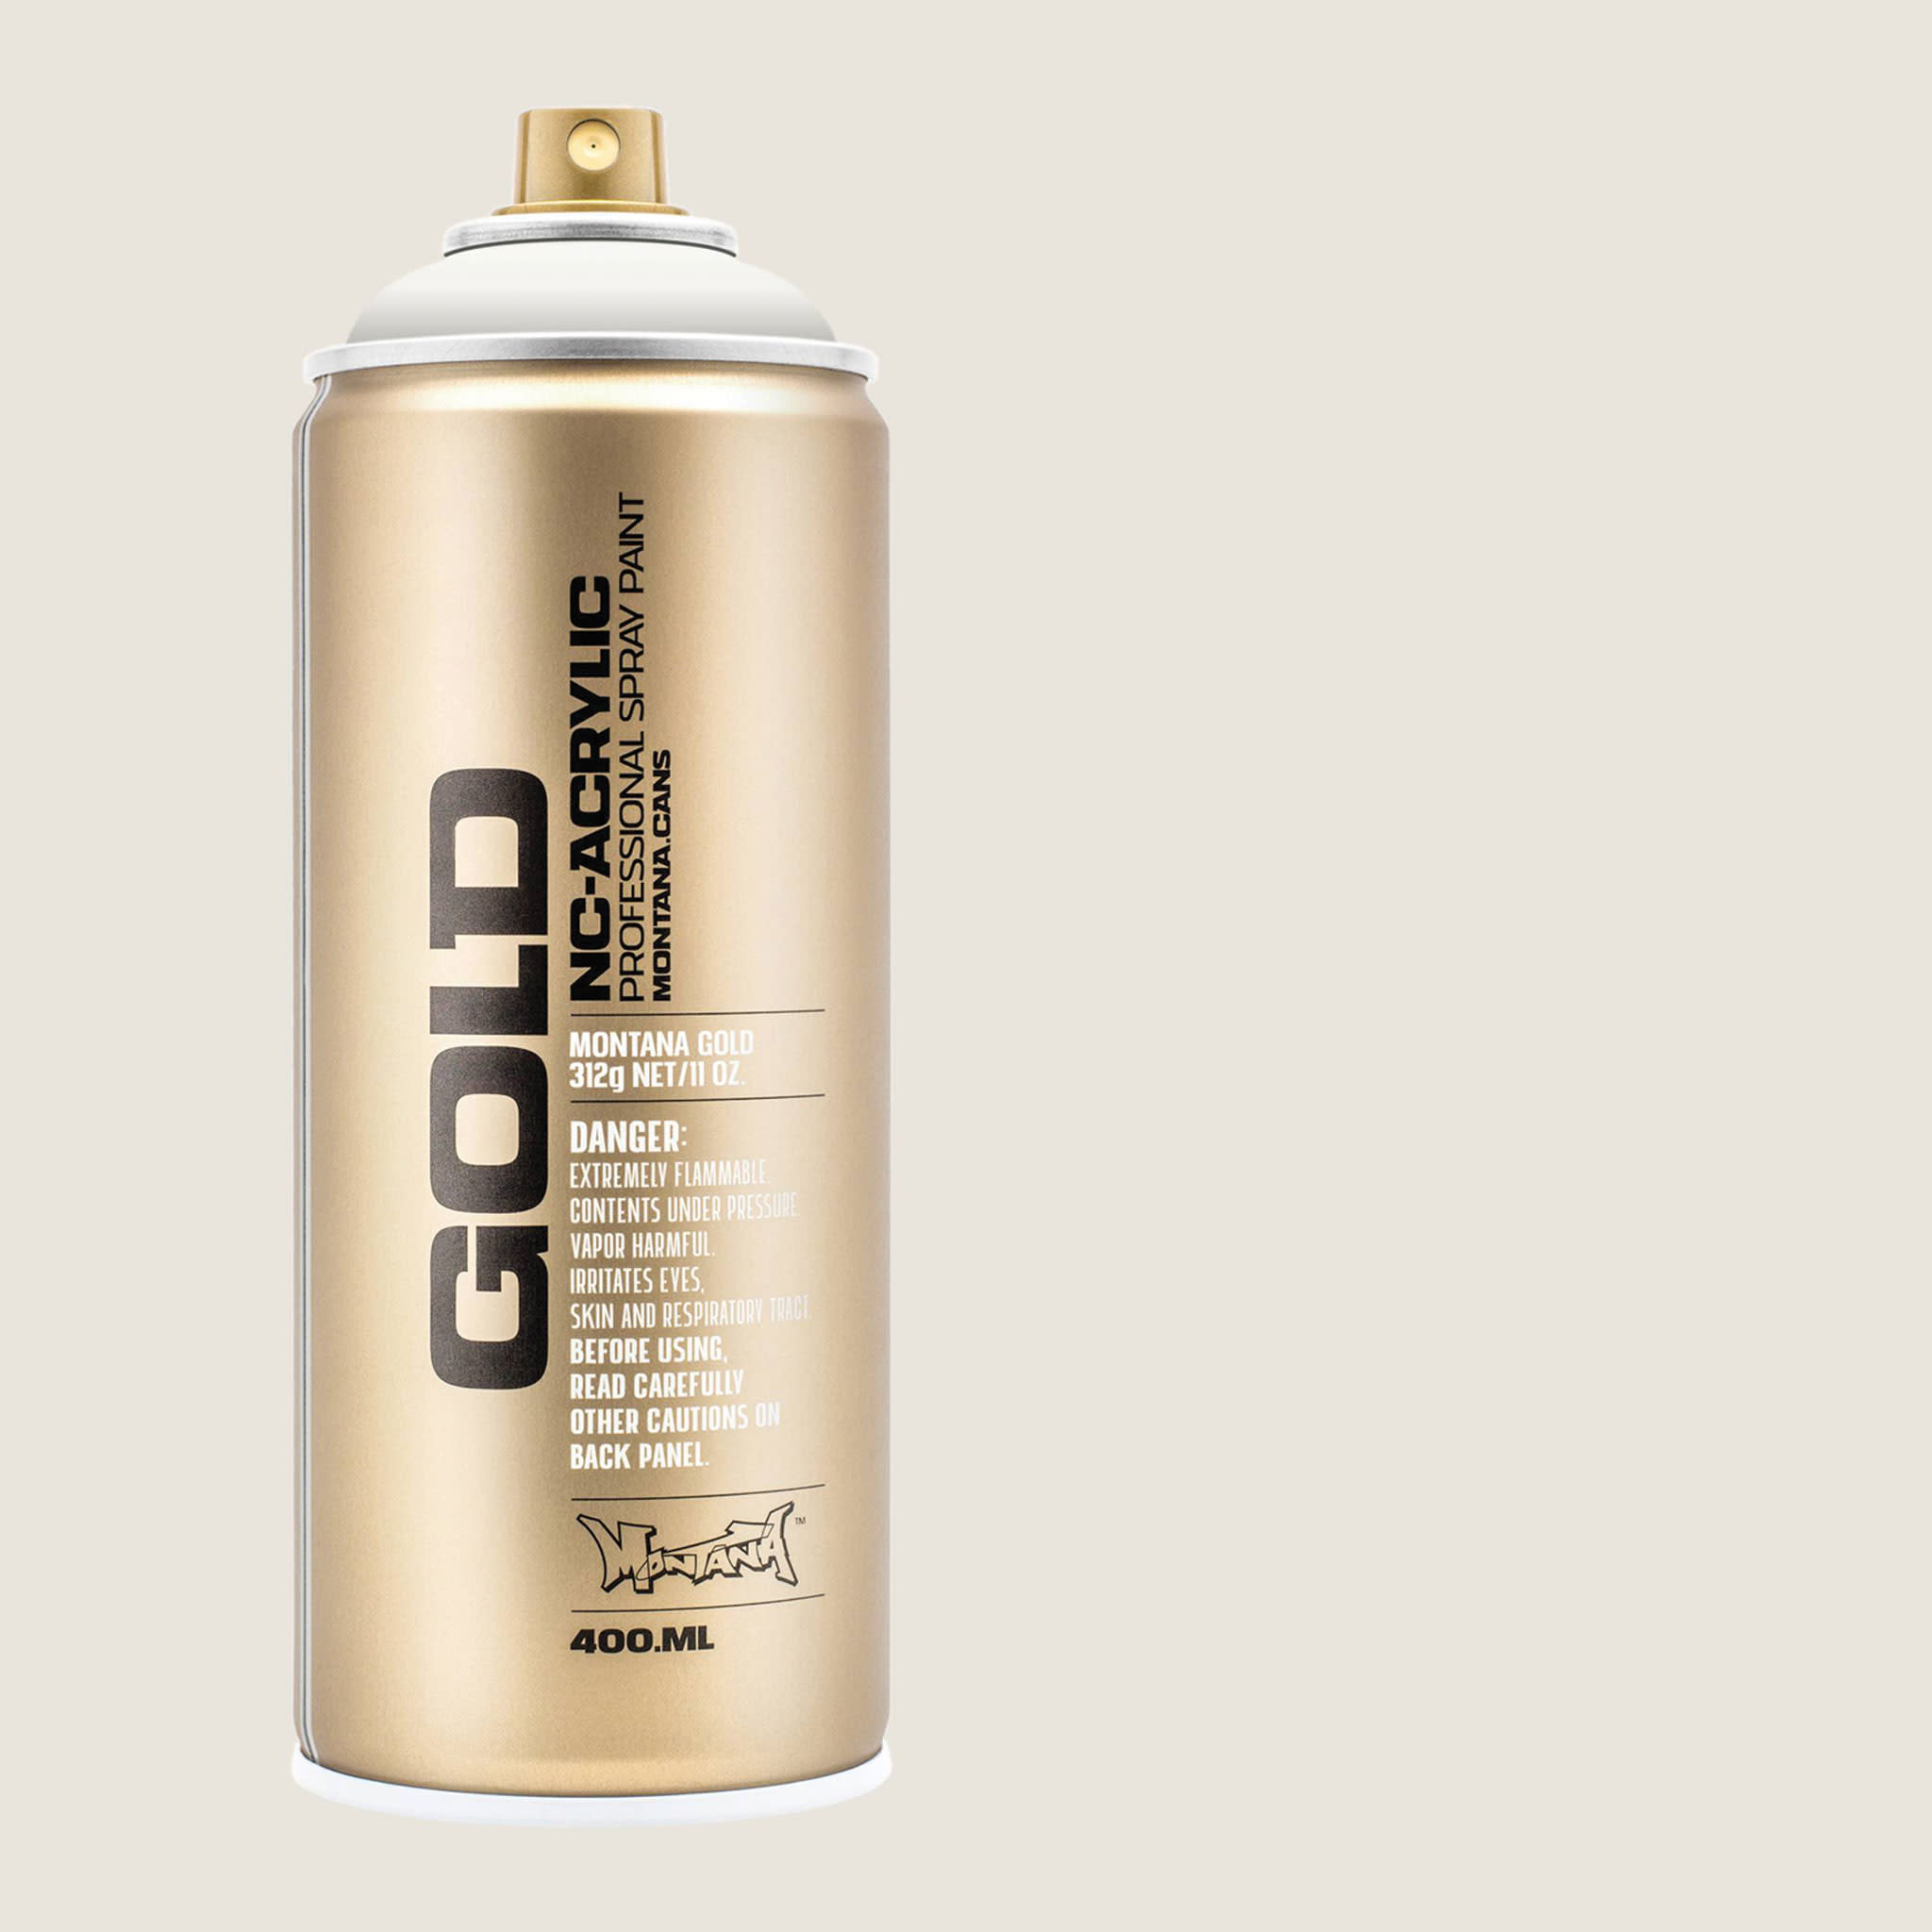 GOLD
NC-ACRYLIC
PROFESSIONAL SPRAY PAINT
MONTANA.CANS
MONTANA GOLD
312g NET/11 OZ.
DANGER:
EXTREMELY FLAMMABLE.
CONTENTS UNDER PRESSURE.
VAPOR HARMFUL.
IRRITATES EYES,
SKIN AND RESPIRATORY TRACT.
BEFORE USING,
READ CAREFULLY
OTHER CAUTIONS ON
BACK PANEL.
MONTANA TM
400.ML